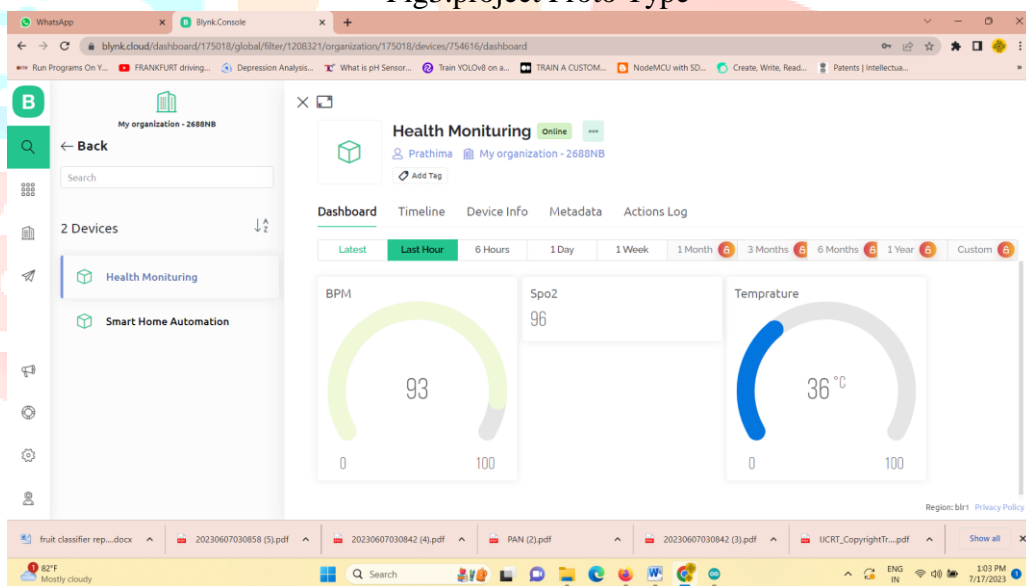 Fig3.project Proto Type
WhatsApp
Blynk.Console
blynk.cloud/dashboard/175018/global/filter/1208321/organization/175018/devices/754616/dashboard
Run Programs On Y...
FRANKFURT driving...
Depression Analysis...
What is pH Sensor...
Train YOLOv8 on a...
TRAIN A CUSTOM...
NodeMCU with SD...
Create, Write, Read...
Patents | Intellectua...
B
My organization - 2688NB
Back
Search
2 Devices
Health Monituring
Smart Home Automation
Health Monituring
Online
Prathima
My organization - 2688NB
Add Tag
Dashboard
Timeline
Device Info
Metadata
Actions Log
Latest
Last Hour
6 Hours
1 Day
1 Week
1 Month
3 Months
6 Months
1 Year
Custom
BPM
93
0
100
Spo2
96
Temprature
36 °C
0
100
Region: blr1 Privacy Policy
fruit classifier rep....docx
20230607030858 (5).pdf
20230607030842 (4).pdf
PAN (2).pdf
20230607030842 (3).pdf
IJCRT_CopyrightTr....pdf
Show all
82°F
Mostly cloudy
Search
ENG
IN
1:03 PM
7/17/2023